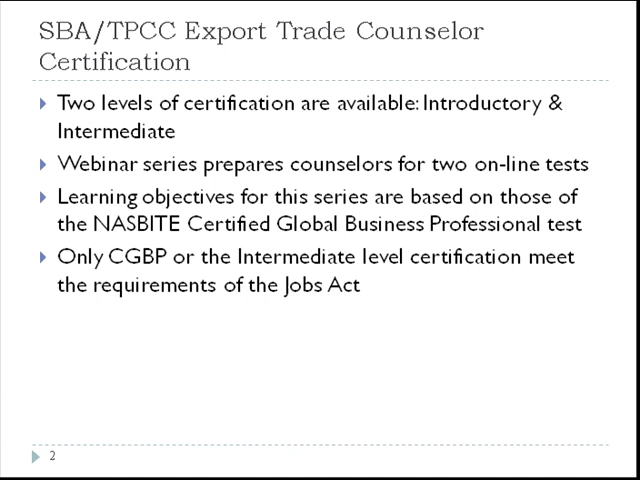 SBA/TPCC Export Trade Counselor
Certification
Two levels of certification are available: Introductory &
Intermediate
Webinar series prepares counselors for two on-line tests
Learning objectives for this series are based on those of
the NASBITE Certified Global Business Professional test
Only CGBP or the Intermediate level certification meet
the requirements of the Jobs Act
2